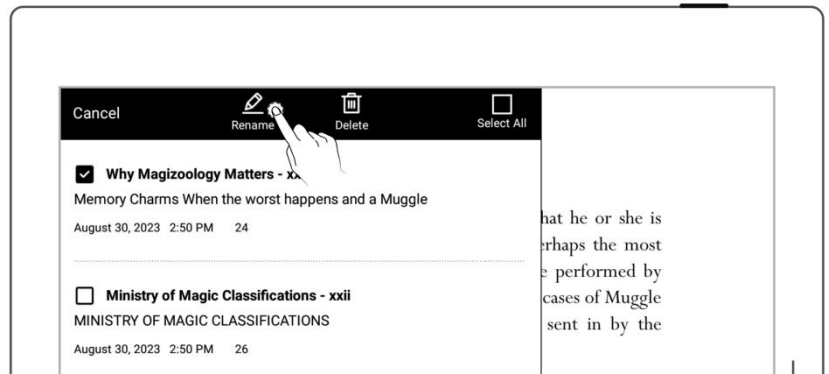 Cancel
Rename
Delete
Select All
Why Magizoology Matters -
Memory Charms When the worst happens and a Muggle
August 30, 2023 2:50 PM 24
Ministry of Magic Classifications - xxii
MINISTRY OF MAGIC CLASSIFICATIONS
August 30, 2023 2:50 PM 26
he or she is
the most
performed by
cases of Muggle
sent in by the